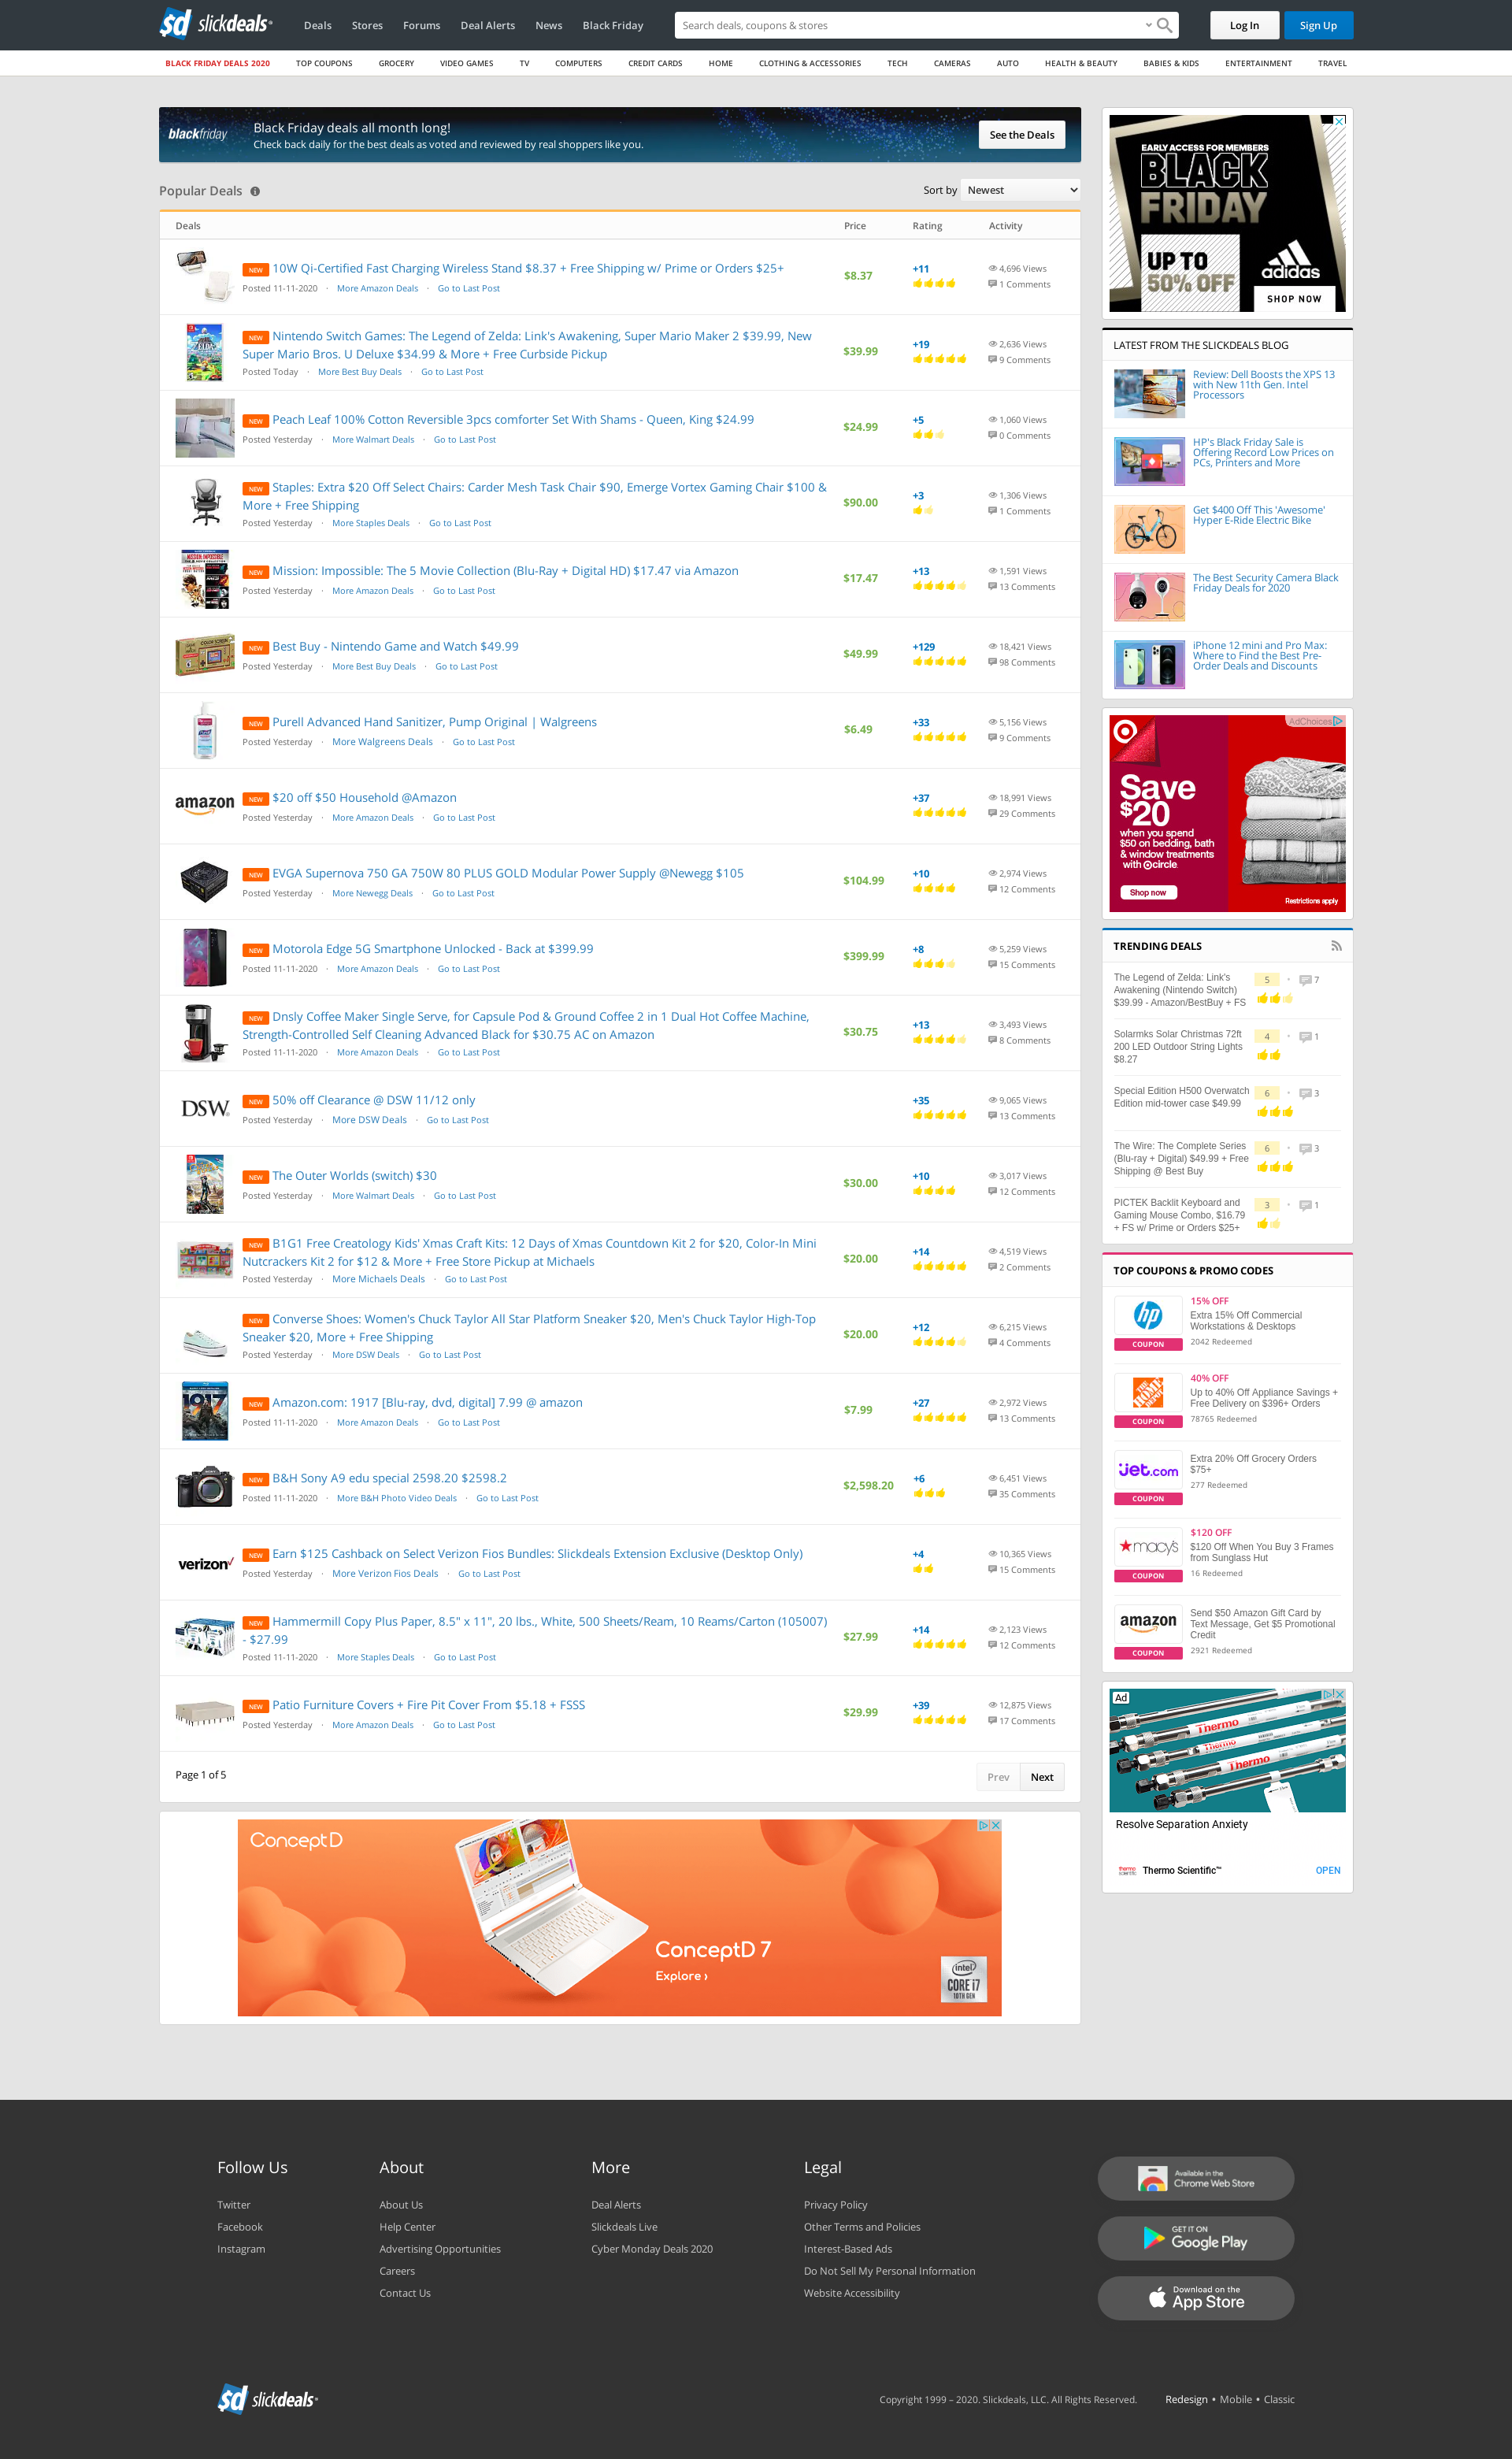 sd slickdeals
Deals Stores Forums Deal Alerts News Black Friday
Search deals, coupons & stores
Log In Sign Up
BLACK FRIDAY DEALS 2020 TOP COUPONS GROCERY VIDEO GAMES TV COMPUTERS CREDIT CARDS HOME CLOTHING & ACCESSORIES TECH CAMERAS AUTO HEALTH & BEAUTY BABIES & KIDS ENTERTAINMENT TRAVEL
blackfriday
Black Friday deals all month long!
Check back daily for the best deals as voted and reviewed by real shoppers like you.
See the Deals
Popular Deals
Sort by Newest
Deals Price Rating Activity
NEW 10W Qi-Certified Fast Charging Wireless Stand $8.37 + Free Shipping w/ Prime or Orders $25+
Posted 11-11-2020 · More Amazon Deals · Go to Last Post
$8.37
+11
4,696 Views
1 Comments
NEW Nintendo Switch Games: The Legend of Zelda: Link's Awakening, Super Mario Maker 2 $39.99, New
Super Mario Bros. U Deluxe $34.99 & More + Free Curbside Pickup
Posted Today · More Best Buy Deals · Go to Last Post
$39.99
+19
2,636 Views
9 Comments
NEW Peach Leaf 100% Cotton Reversible 3pcs comforter Set With Shams - Queen, King $24.99
Posted Yesterday · More Walmart Deals · Go to Last Post
$24.99
+5
1,060 Views
0 Comments
NEW Staples: Extra $20 Off Select Chairs: Carder Mesh Task Chair $90, Emerge Vortex Gaming Chair $100 &
More + Free Shipping
Posted Yesterday · More Staples Deals · Go to Last Post
$90.00
+3
1,306 Views
1 Comments
NEW Mission: Impossible: The 5 Movie Collection (Blu-Ray + Digital HD) $17.47 via Amazon
Posted Yesterday · More Amazon Deals · Go to Last Post
$17.47
+13
1,591 Views
13 Comments
NEW Best Buy - Nintendo Game and Watch $49.99
Posted Yesterday · More Best Buy Deals · Go to Last Post
$49.99
+129
18,421 Views
98 Comments
NEW Purell Advanced Hand Sanitizer, Pump Original | Walgreens
Posted Yesterday · More Walgreens Deals · Go to Last Post
$6.49
+33
5,156 Views
9 Comments
amazon
NEW $20 off $50 Household @Amazon
Posted Yesterday · More Amazon Deals · Go to Last Post
+37
18,991 Views
29 Comments
NEW EVGA Supernova 750 GA 750W 80 PLUS GOLD Modular Power Supply @Newegg $105
Posted Yesterday · More Newegg Deals · Go to Last Post
$104.99
+10
2,974 Views
12 Comments
NEW Motorola Edge 5G Smartphone Unlocked - Back at $399.99
Posted 11-11-2020 · More Amazon Deals · Go to Last Post
$399.99
+8
5,259 Views
15 Comments
NEW Dnsly Coffee Maker Single Serve, for Capsule Pod & Ground Coffee 2 in 1 Dual Hot Coffee Machine,
Strength-Controlled Self Cleaning Advanced Black for $30.75 AC on Amazon
Posted 11-11-2020 · More Amazon Deals · Go to Last Post
$30.75
+13
3,493 Views
8 Comments
DSW
NEW 50% off Clearance @ DSW 11/12 only
Posted Yesterday · More DSW Deals · Go to Last Post
+35
9,065 Views
13 Comments
NEW The Outer Worlds (switch) $30
Posted Yesterday · More Walmart Deals · Go to Last Post
$30.00
+10
3,017 Views
12 Comments
NEW B1G1 Free Creatology Kids' Xmas Craft Kits: 12 Days of Xmas Countdown Kit 2 for $20, Color-In Mini
Nutcrackers Kit 2 for $12 & More + Free Store Pickup at Michaels
Posted Yesterday · More Michaels Deals · Go to Last Post
$20.00
+14
4,519 Views
2 Comments
NEW Converse Shoes: Women's Chuck Taylor All Star Platform Sneaker $20, Men's Chuck Taylor High-Top
Sneaker $20, More + Free Shipping
Posted Yesterday · More DSW Deals · Go to Last Post
$20.00
+12
6,215 Views
4 Comments
1917
NEW Amazon.com: 1917 [Blu-ray, dvd, digital] 7.99 @ amazon
Posted 11-11-2020 · More Amazon Deals · Go to Last Post
$7.99
+27
2,972 Views
13 Comments
NEW B&H Sony A9 edu special 2598.20 $2598.2
Posted 11-11-2020 · More B&H Photo Video Deals · Go to Last Post
$2,598.20
+6
6,451 Views
35 Comments
verizon
NEW Earn $125 Cashback on Select Verizon Fios Bundles: Slickdeals Extension Exclusive (Desktop Only)
Posted Yesterday · More Verizon Fios Deals · Go to Last Post
+4
10,365 Views
15 Comments
NEW Hammermill Copy Plus Paper, 8.5" x 11", 20 lbs., White, 500 Sheets/Ream, 10 Reams/Carton (105007)
- $27.99
Posted 11-11-2020 · More Staples Deals · Go to Last Post
$27.99
+14
2,123 Views
12 Comments
NEW Patio Furniture Covers + Fire Pit Cover From $5.18 + FSSS
Posted Yesterday · More Amazon Deals · Go to Last Post
$29.99
+39
12,875 Views
17 Comments
Page 1 of 5
Prev Next
ConceptD
ConceptD 7
Explore ›
intel
CORE i7
10TH GEN
EARLY ACCESS FOR MEMBERS
BLACK
FRIDAY
UP TO
50% OFF
adidas
SHOP NOW
LATEST FROM THE SLICKDEALS BLOG
Review: Dell Boosts the XPS 13
with New 11th Gen. Intel
Processors
HP's Black Friday Sale is
Offering Record Low Prices on
PCs, Printers and More
Get $400 Off This 'Awesome'
Hyper E-Ride Electric Bike
The Best Security Camera Black
Friday Deals for 2020
iPhone 12 mini and Pro Max:
Where to Find the Best Pre-
Order Deals and Discounts
AdChoices
Save
$20
when you spend
$50 on bedding, bath
& window treatments
with circle.
Shop now
Restrictions apply
TRENDING DEALS
The Legend of Zelda: Link's
Awakening (Nintendo Switch)
$39.99 - Amazon/BestBuy + FS
5 • 7
Solarmks Solar Christmas 72ft
200 LED Outdoor String Lights
$8.27
4 • 1
Special Edition H500 Overwatch
Edition mid-tower case $49.99
6 • 3
The Wire: The Complete Series
(Blu-ray + Digital) $49.99 + Free
Shipping @ Best Buy
6 • 3
PICTEK Backlit Keyboard and
Gaming Mouse Combo, $16.79
+ FS w/ Prime or Orders $25+
3 • 1
TOP COUPONS & PROMO CODES
hp
COUPON
15% OFF
Extra 15% Off Commercial
Workstations & Desktops
2042 Redeemed
THE HOME DEPOT
COUPON
40% OFF
Up to 40% Off Appliance Savings +
Free Delivery on $396+ Orders
78765 Redeemed
jet.com
COUPON
Extra 20% Off Grocery Orders
$75+
277 Redeemed
macy's
COUPON
$120 OFF
$120 Off When You Buy 3 Frames
from Sunglass Hut
16 Redeemed
amazon
COUPON
Send $50 Amazon Gift Card by
Text Message, Get $5 Promotional
Credit
2921 Redeemed
Ad
Thermo
Thermo
Thermo
Resolve Separation Anxiety
Thermo Scientific™
OPEN
Follow Us
Twitter
Facebook
Instagram
About
About Us
Help Center
Advertising Opportunities
Careers
Contact Us
More
Deal Alerts
Slickdeals Live
Cyber Monday Deals 2020
Legal
Privacy Policy
Other Terms and Policies
Interest-Based Ads
Do Not Sell My Personal Information
Website Accessibility
Available in the
Chrome Web Store
GET IT ON
Google Play
Download on the
App Store
sd slickdeals
Copyright 1999 – 2020. Slickdeals, LLC. All Rights Reserved.
Redesign • Mobile • Classic